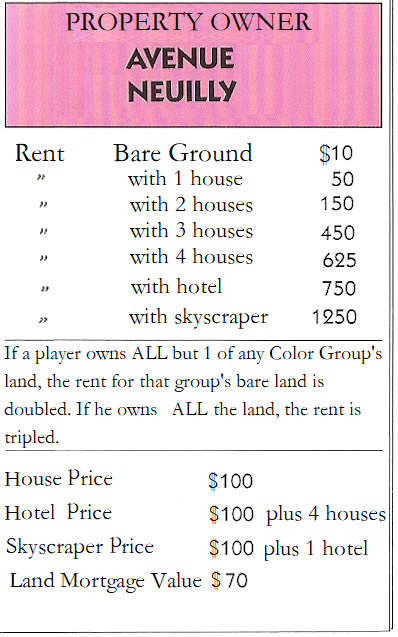 PROPERTY OWNER
AVENUE
NEUILLY
Rent Bare Ground $10
" with 1 house 50
" with 2 houses 150
" with 3 houses 450
" with 4 houses 625
" with hotel 750
" with skyscraper 1250
If a player owns ALL but 1 of any Color Group's
land, the rent for that group's bare land is
doubled. If he owns ALL the land, the rent is
tripled.
House Price $100
Hotel Price $100 plus 4 houses
Skyscraper Price $100 plus 1 hotel
Land Mortgage Value $70